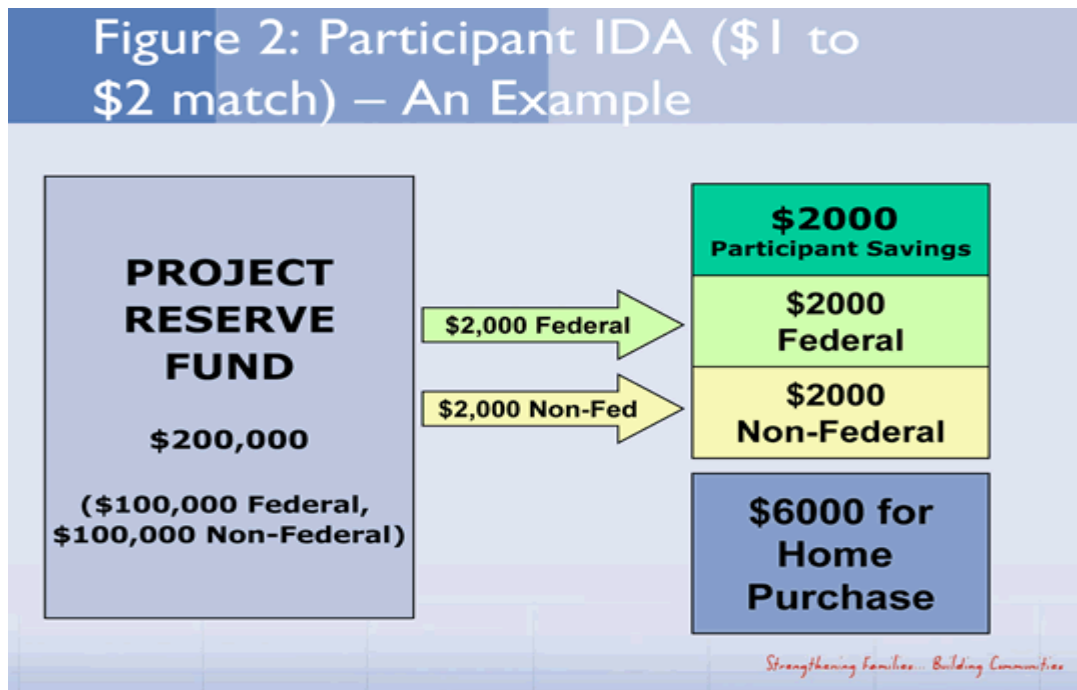 Figure 2: Participant IDA ($1 to
$2 match) – An Example
PROJECT
RESERVE
FUND
$200,000
($100,000 Federal,
$100,000 Non-Federal)
$2,000 Federal
$2,000 Non-Fed
$2000
Participant Savings
$2000
Federal
$2000
Non-Federal
$6000 for
Home
Purchase
Strengthening Families... Building Communities